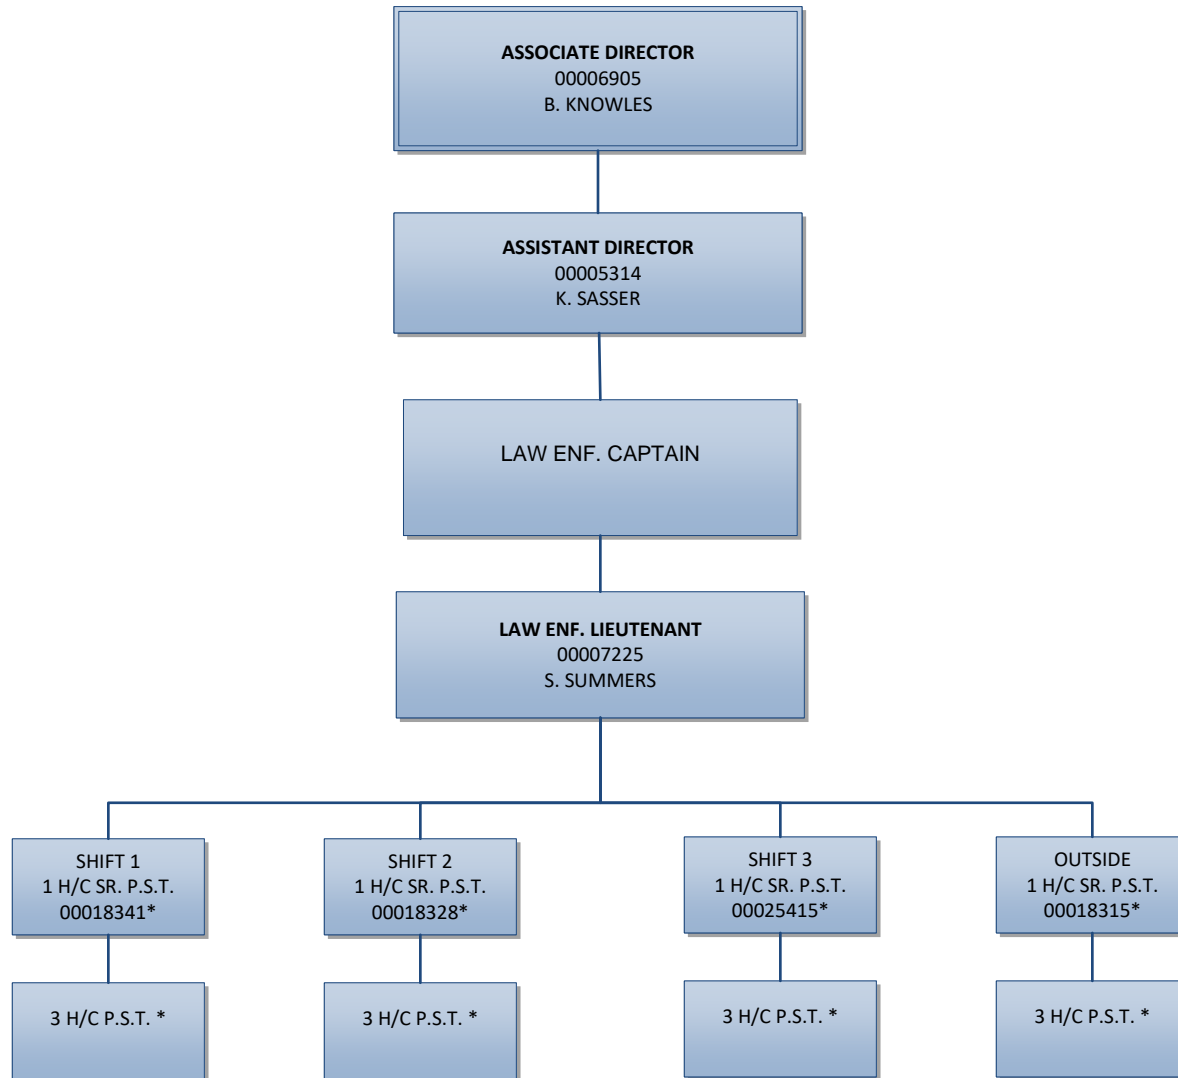 ASSOCIATE DIRECTOR
00006905
B. KNOWLES
ASSISTANT DIRECTOR
00005314
K. SASSER
LAW ENF. CAPTAIN
LAW ENF. LIEUTENANT
00007225
S. SUMMERS
SHIFT 1
1 H/C SR. P.S.T.
00018341*
SHIFT 2
1 H/C SR. P.S.T.
00018328*
SHIFT 3
1 H/C SR. P.S.T.
00025415*
OUTSIDE
1 H/C SR. P.S.T.
00018315*
3 H/C P.S.T. *
3 H/C P.S.T. *
3 H/C P.S.T. *
3 H/C P.S.T. *